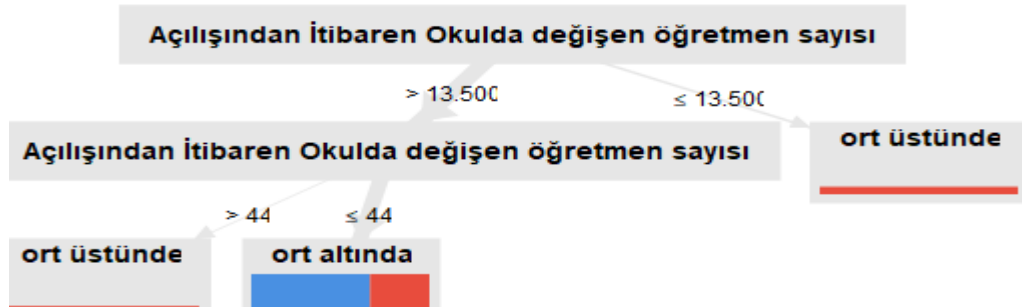 Açılışından İtibaren Okulda değişen öğretmen sayısı
> 13.500
≤ 13.500
Açılışından İtibaren Okulda değişen öğretmen sayısı
ort üstünde
> 44
≤ 44
ort üstünde
ort altında